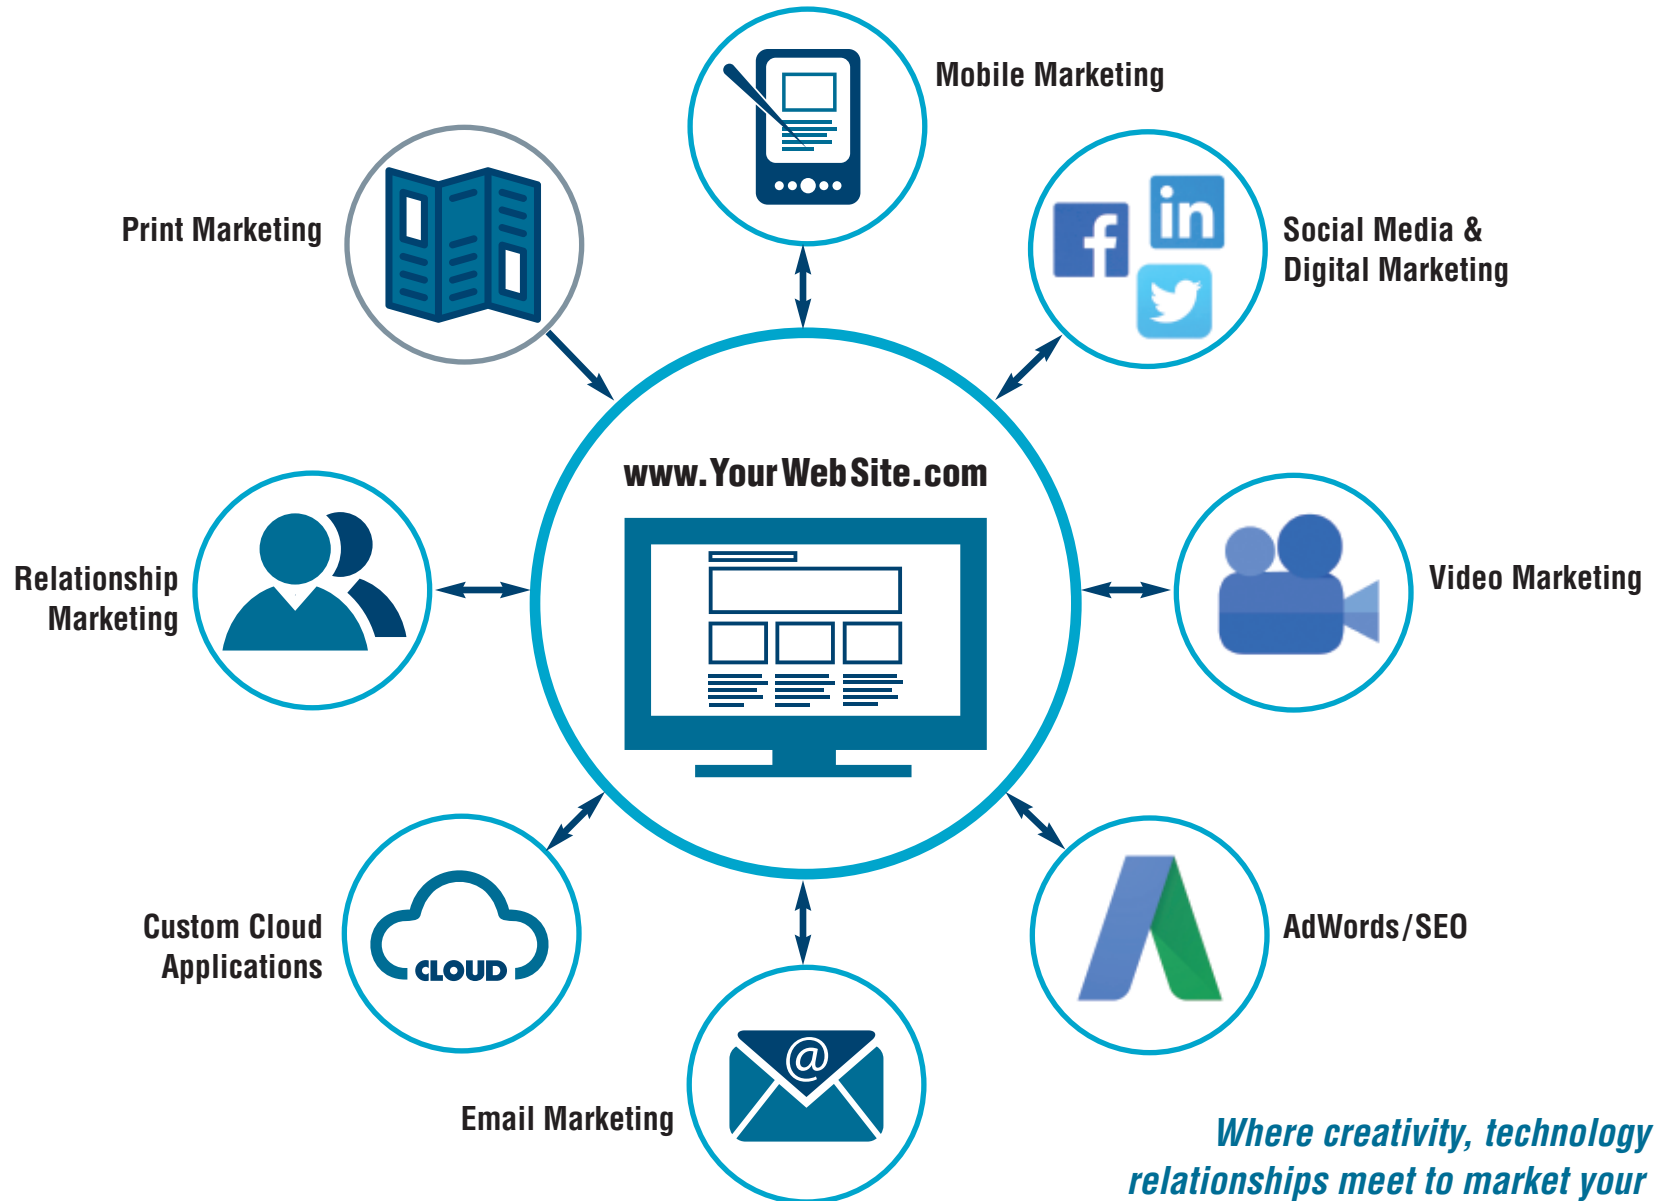 Mobile Marketing
Print Marketing
in
f
Social Media &
Digital Marketing
www.YourWebSite.com
Relationship
Marketing
Video Marketing
Custom Cloud
Applications
CLOUD
AdWords/SEO
@
Email Marketing
Where creativity, technology
relationships meet to market your